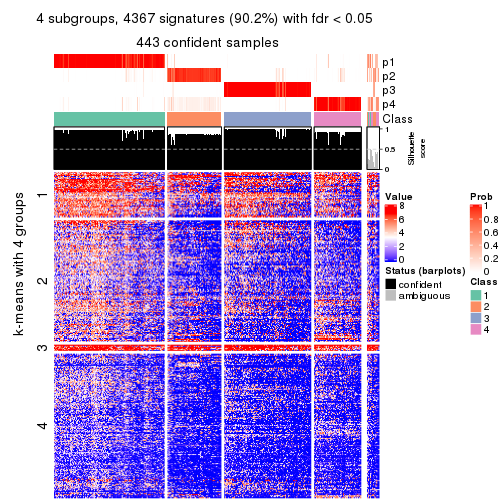 4 subgroups, 4367 signatures (90.2%) with fdr < 0.05
443 confident samples
p1
p2
p3
p4
Class
1
0.5
0
Silhouette
score
k-means with 4 groups
1
2
3
4
Value
8
6
4
2
0
Status (barplots)
confident
ambiguous
Prob
1
0.8
0.6
0.4
0.2
0
Class
1
2
3
4